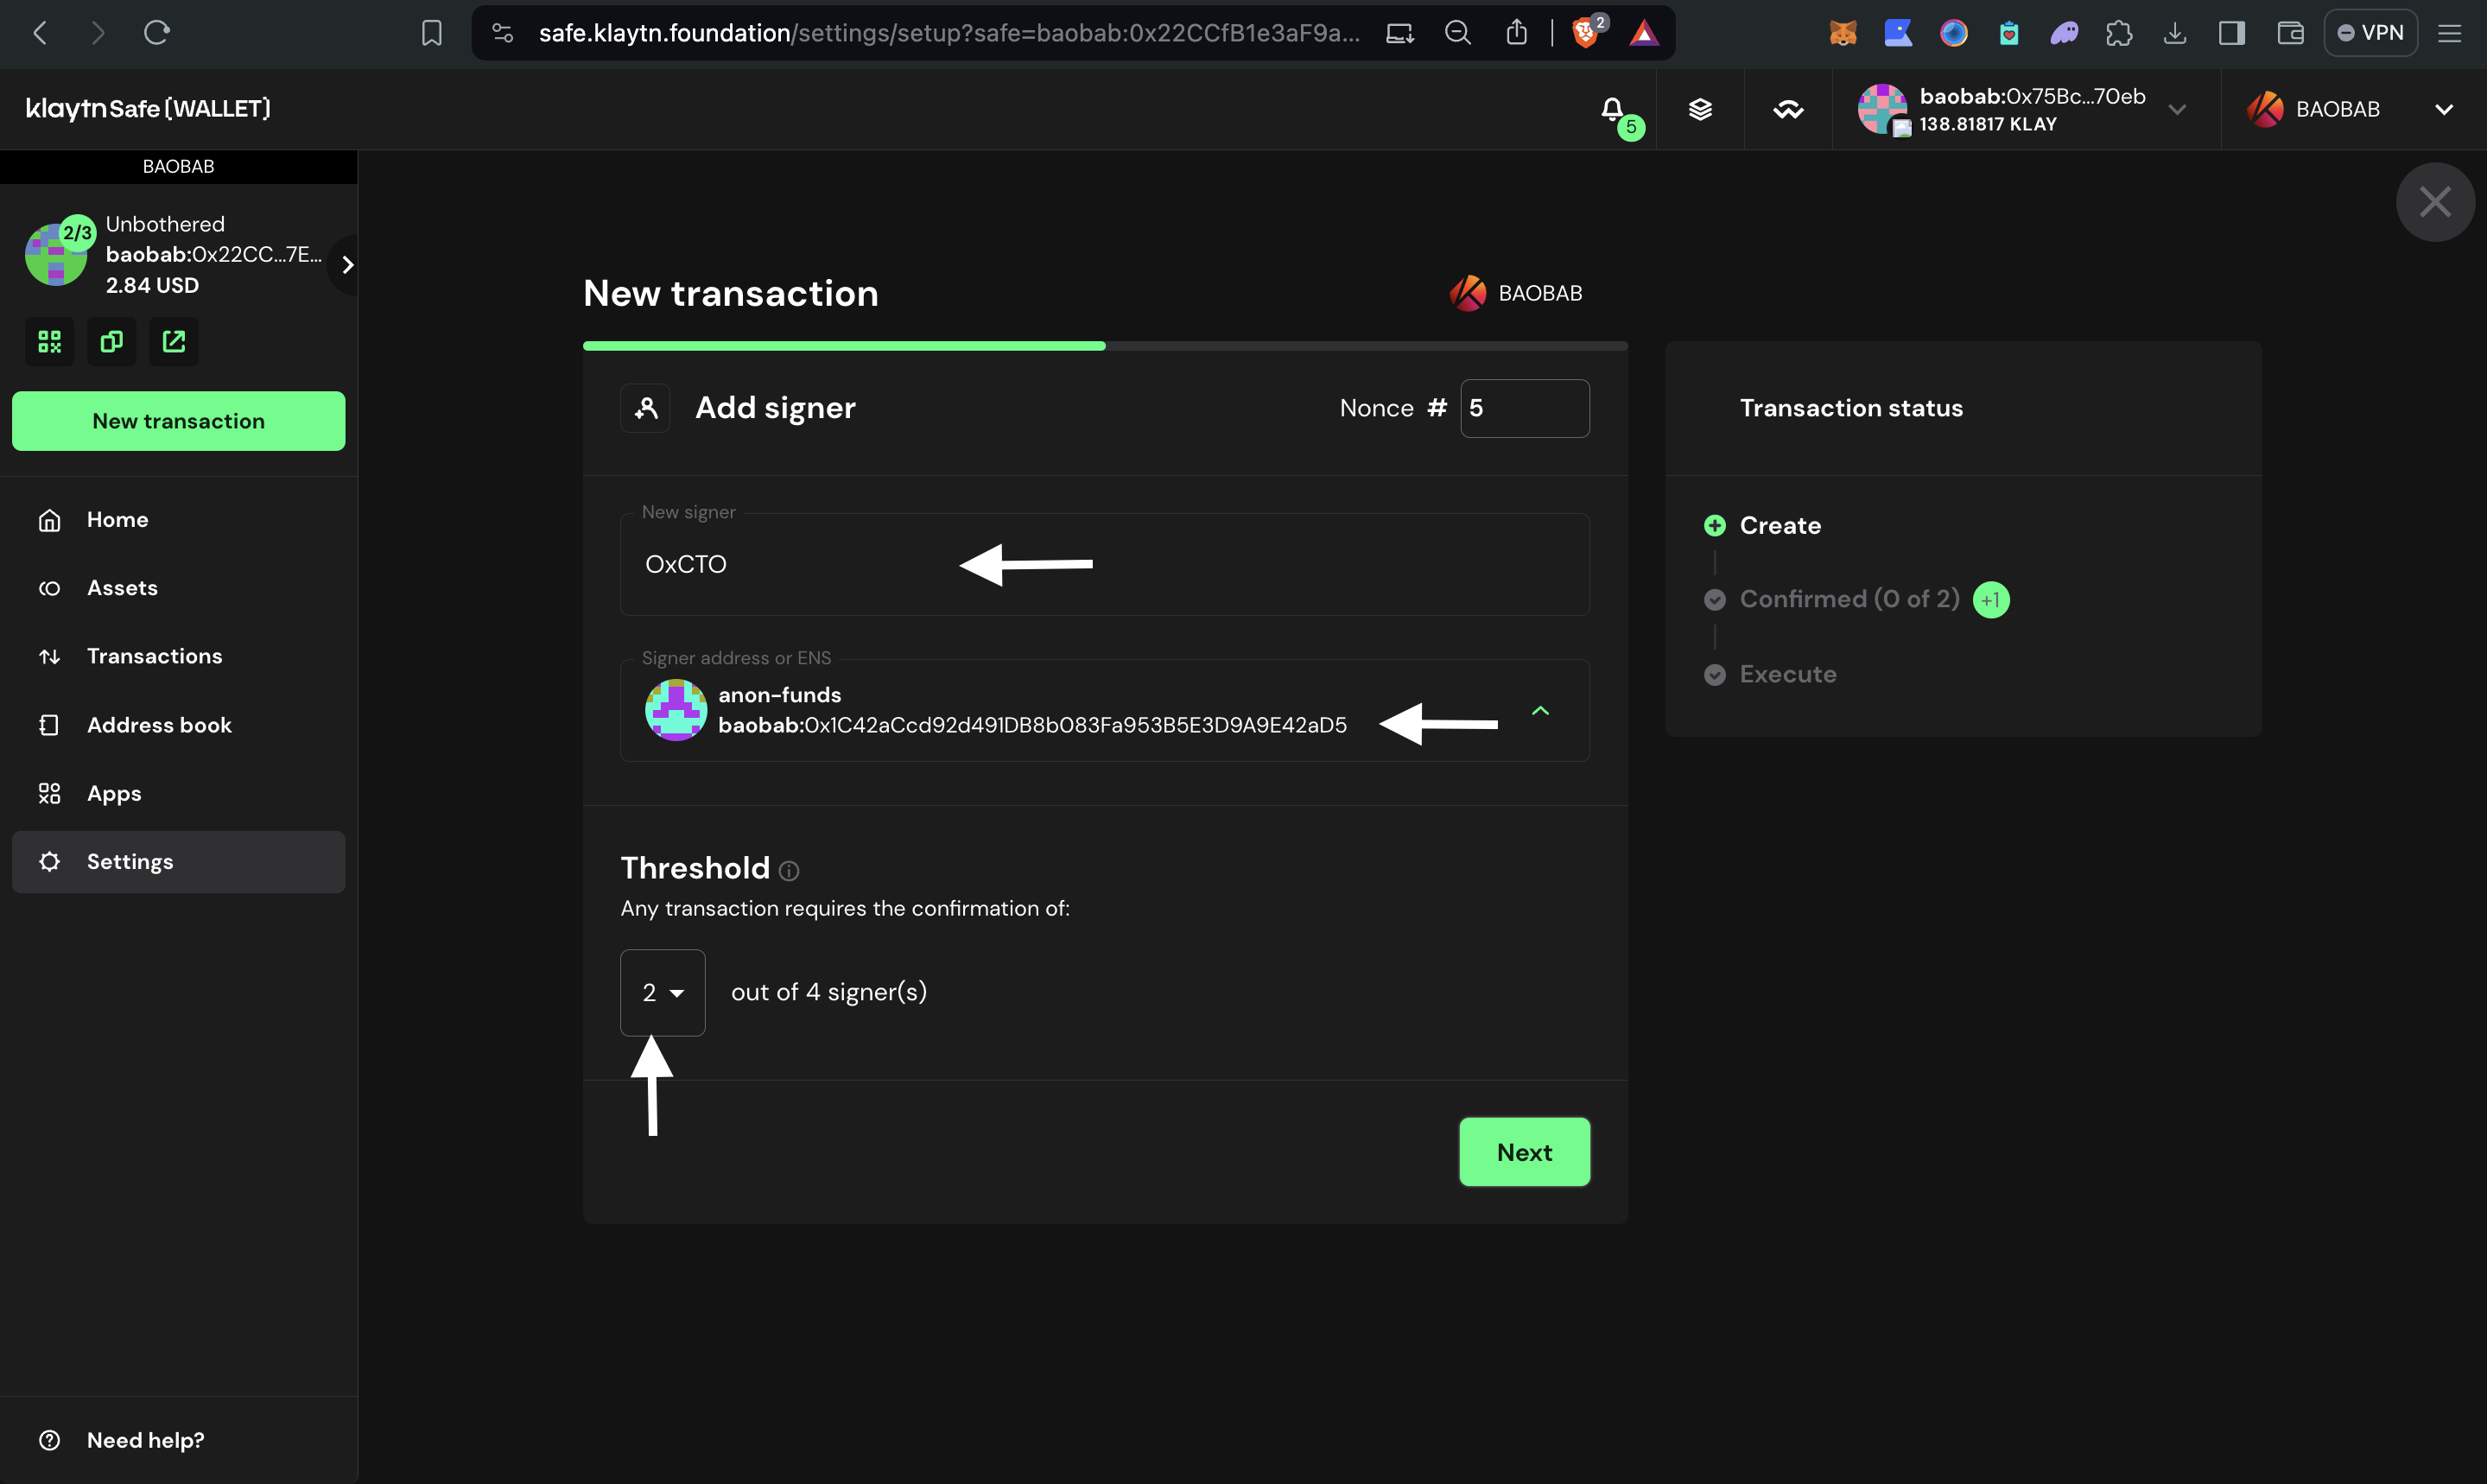 safe.klaytn.foundation/settings/setup?safe=baobab:0x22CCfB1e3aF9a...
2
VPN
klaytn Safe{WALLET}
5
baobab:0x75Bc...70eb
138.81817 KLAY
BAOBAB
BAOBAB
2/3
Unbothered
baobab:0x22CC...7E...
2.84 USD
New transaction
Home
Assets
Transactions
Address book
Apps
Settings
Need help?
New transaction
BAOBAB
Add signer
Nonce # 5
New signer
OxCTO
Signer address or ENS
anon-funds
baobab:0x1C42aCcd92d491DB8b083Fa953B5E3D9A9E42aD5
Threshold
Any transaction requires the confirmation of:
2 out of 4 signer(s)
Next
Transaction status
Create
Confirmed (0 of 2) +1
Execute